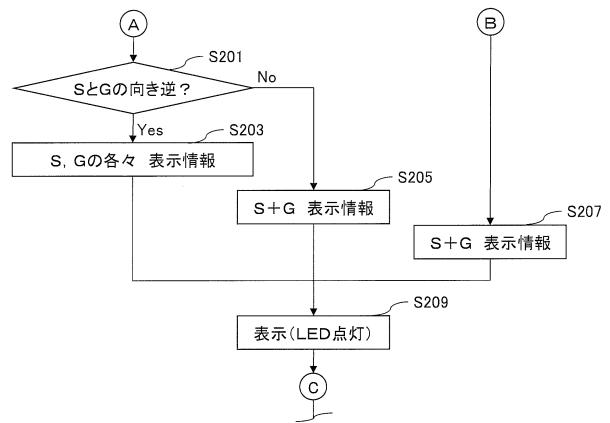 A
B
S201
SとGの向き逆？
No
Yes
S203
S，Gの各々 表示情報
S205
S＋G 表示情報
S207
S＋G 表示情報
S209
表示（LED点灯）
C